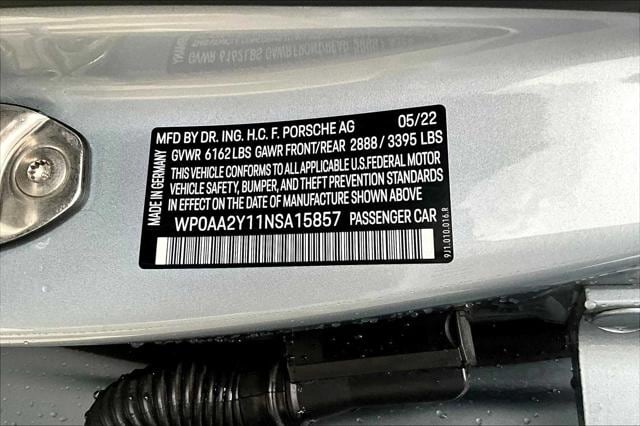 MFD BY DR. ING. H.C. F. PORSCHE AG 05/22
GVWR 6162 LBS GAWR FRONT/REAR 2888 / 3395 LBS
THIS VEHICLE CONFORMS TO ALL APPLICABLE U.S. FEDERAL MOTOR
VEHICLE SAFETY, BUMPER, AND THEFT PREVENTION STANDARDS
IN EFFECT ON THE DATE OF MANUFACTURE SHOWN ABOVE.
WP0AA2Y11NSA15857 PASSENGER CAR
MADE IN GERMANY
9J1.010.016.R